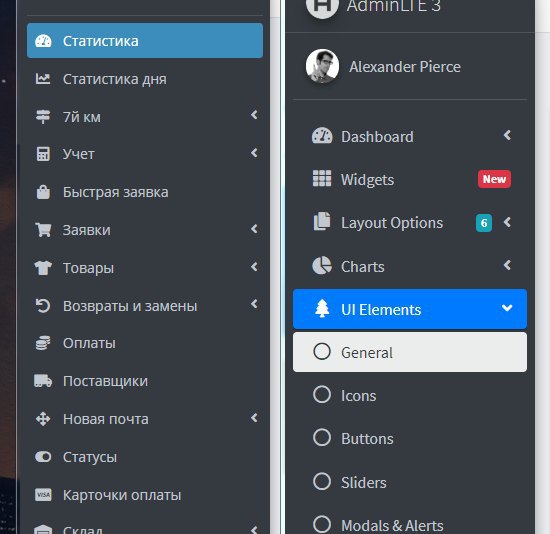 Статистика
Статистика дня
7й км
Учет
Быстрая заявка
Заявки
Товары
Возвраты и замены
Оплаты
Поставщики
Новая почта
Статусы
VISA Карточки оплаты
Склад
AdminLTE 3
Alexander Pierce
Dashboard
Widgets New
Layout Options 6
Charts
UI Elements
General
Icons
Buttons
Sliders
Modals & Alerts